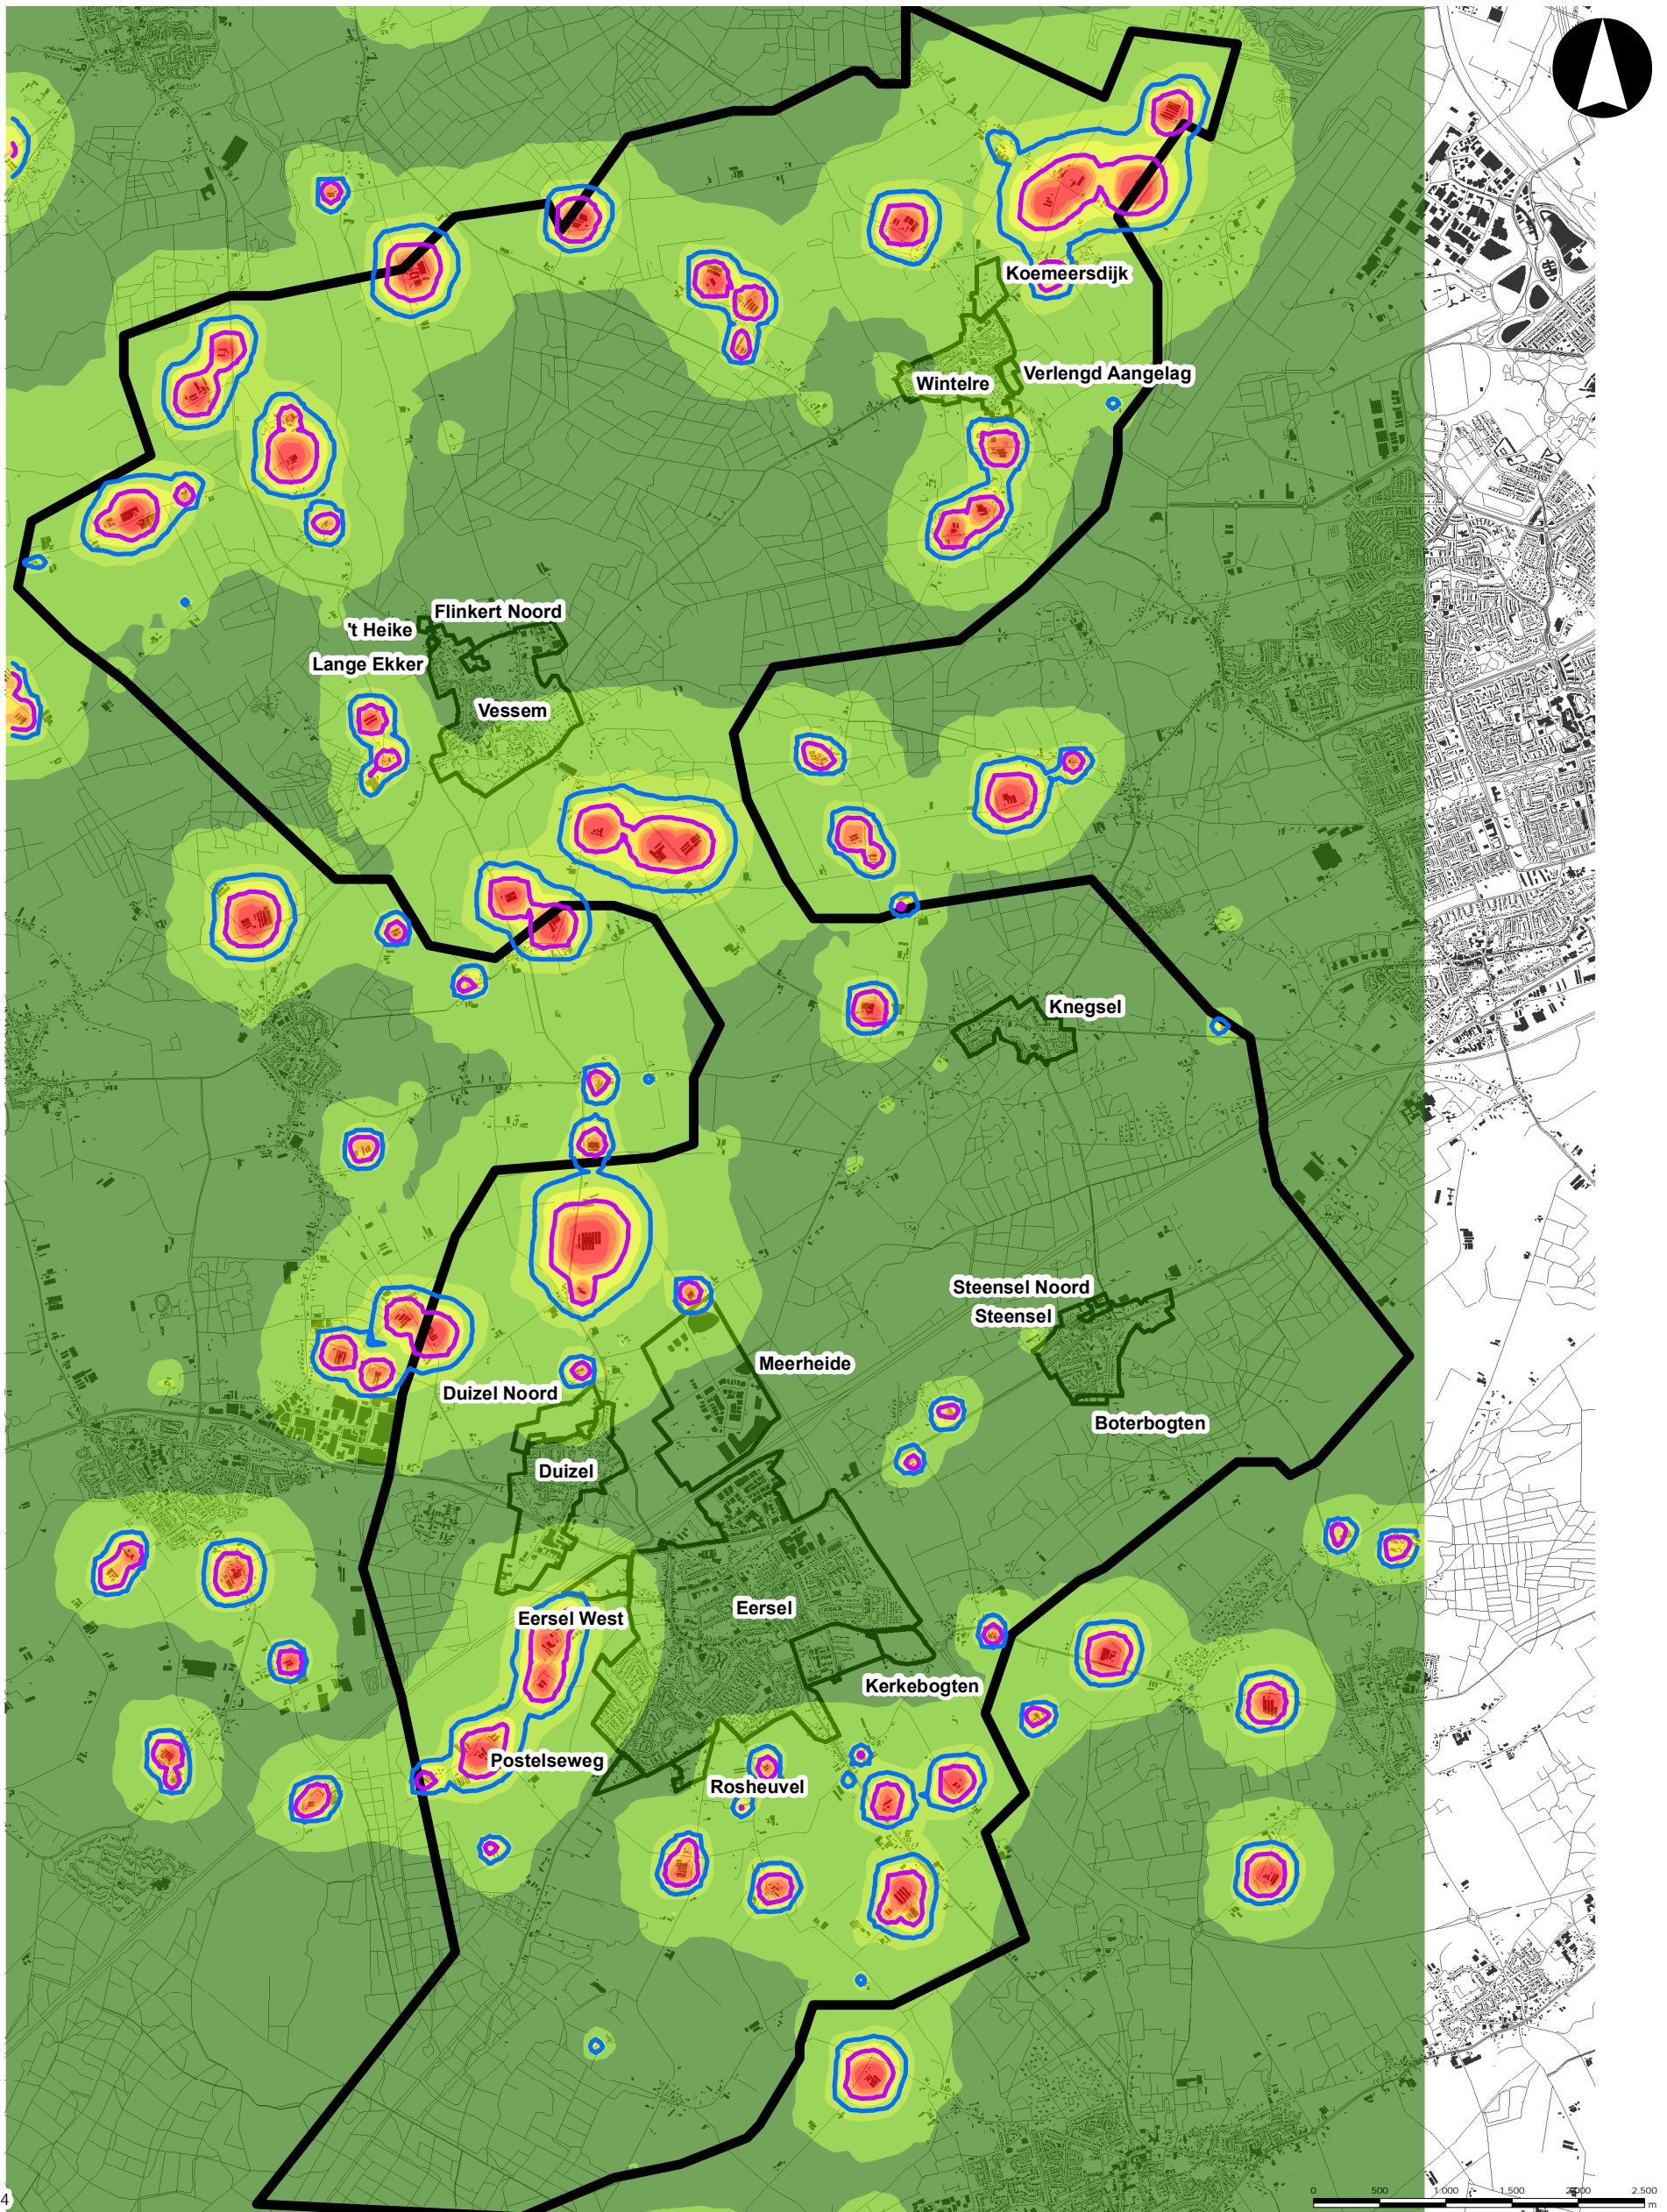 Koemeersdijk
Verlengd Aangelag
Wintelre
Flinkert Noord
't Heike
Lange Ekker
Vessem
Knegsel
Steensel Noord
Steensel
Meerheide
Duizel Noord
Boterbogten
Duizel
Eersel
Eersel West
Kerkebogten
Postelseweg
Rosheuvel
0 500 1.000 1.500 2.000 2.500
m
4